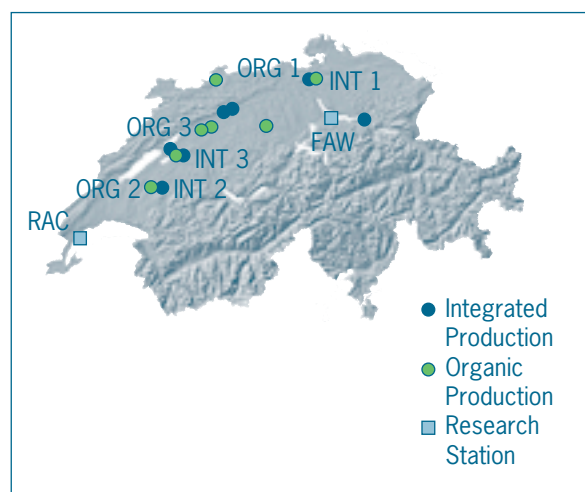 ORG 1
INT 1
ORG 3
FAW
INT 3
ORG 2
INT 2
RAC
Integrated
Production
Organic
Production
Research
Station